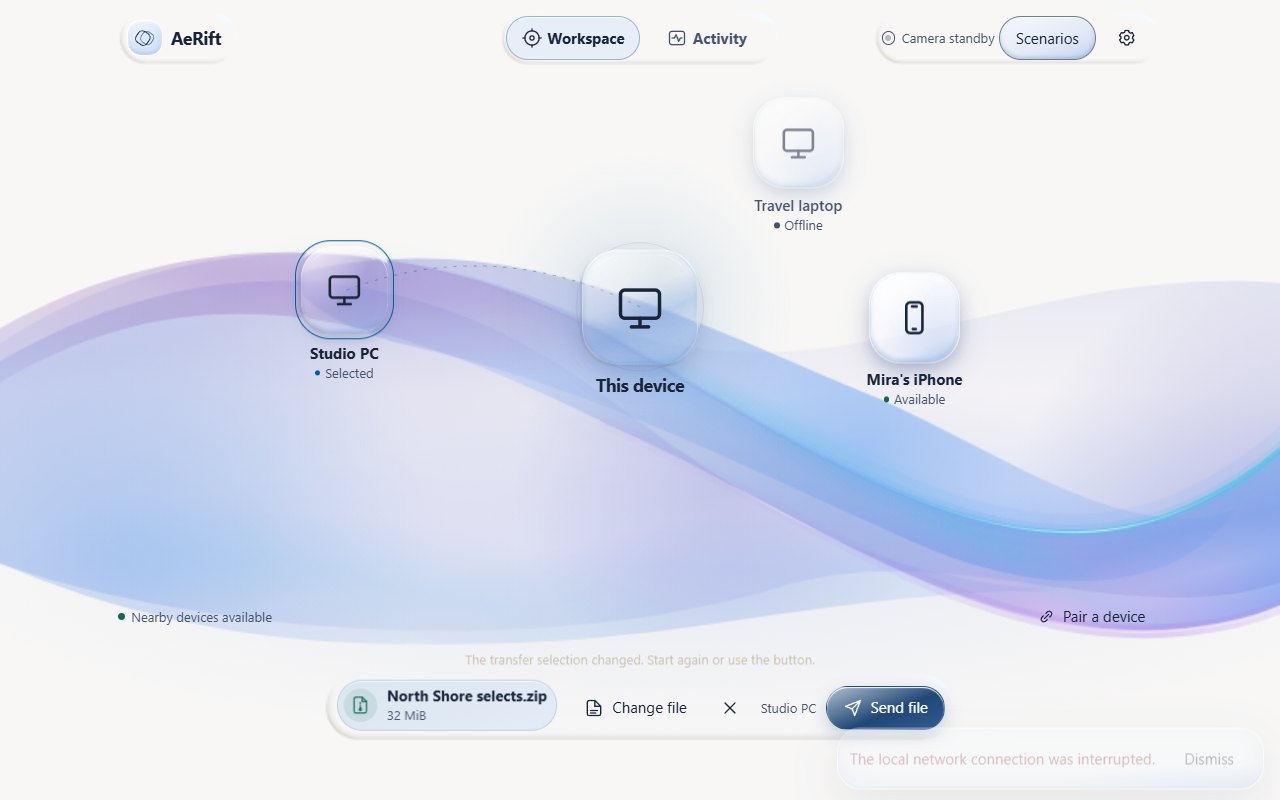 AeRift
Workspace
Activity
Camera standby
Scenarios
Travel laptop
Offline
Studio PC
Selected
This device
Mira's iPhone
Available
Nearby devices available
Pair a device
The transfer selection changed. Start again or use the button.
North Shore selects.zip
32 MiB
Change file
Studio PC
Send file
The local network connection was interrupted.
Dismiss